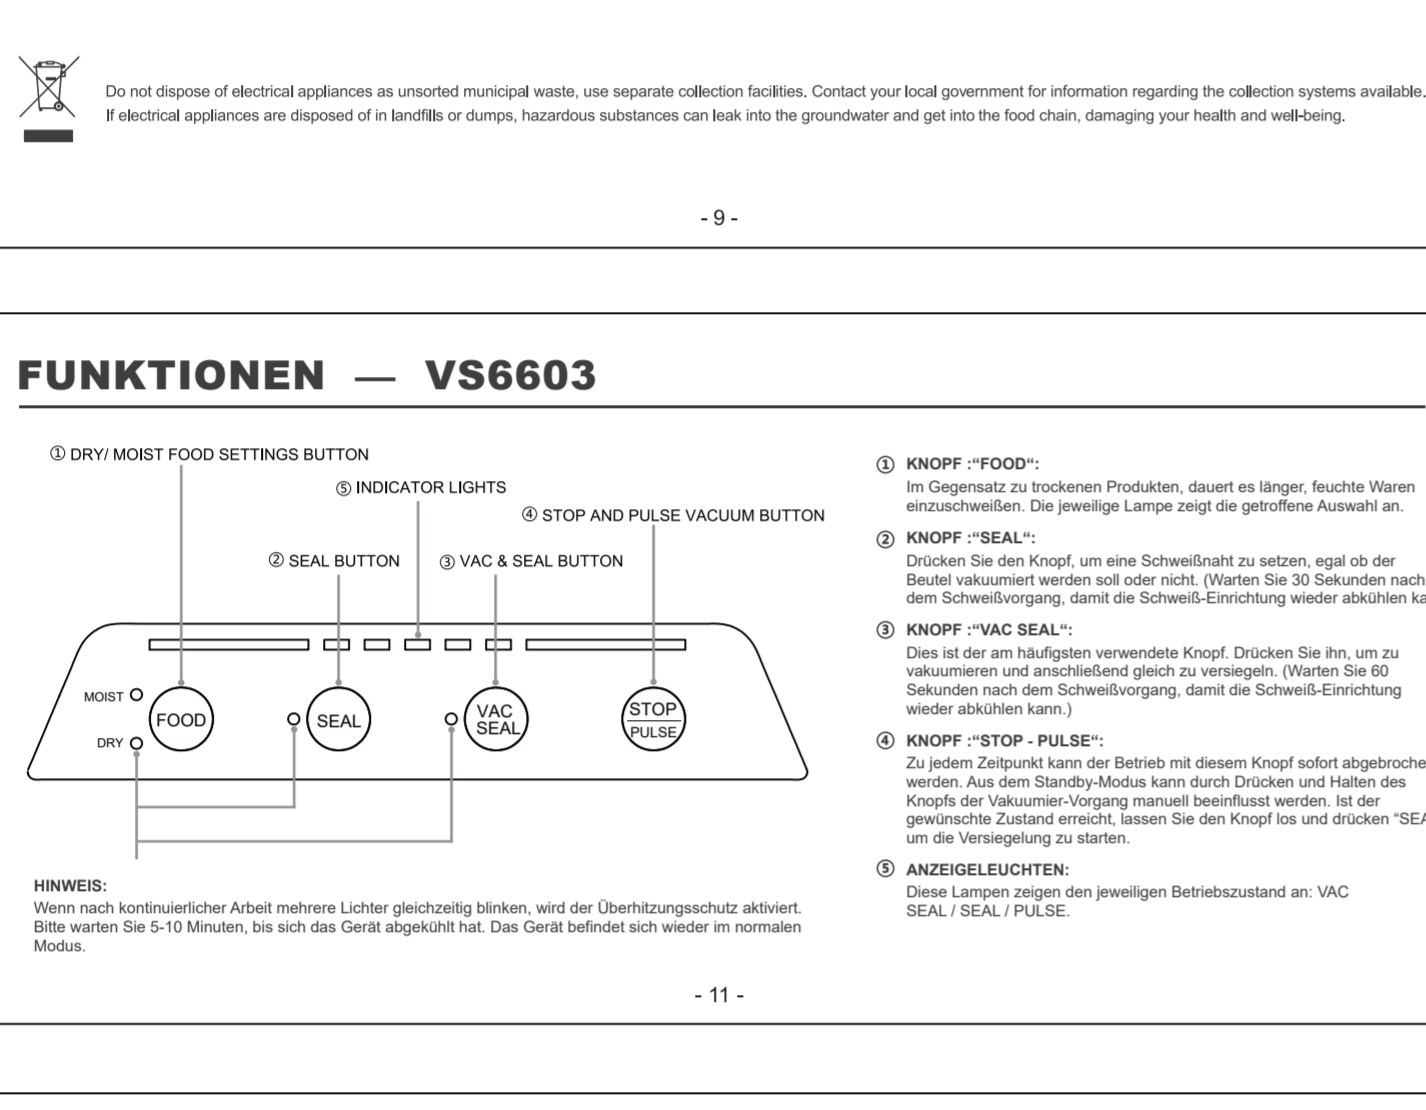 Do not dispose of electrical appliances as unsorted municipal waste, use separate collection facilities. Contact your local government for information regarding the collection systems available.
If electrical appliances are disposed of in landfills or dumps, hazardous substances can leak into the groundwater and get into the food chain, damaging your health and well-being.
- 9 -
FUNKTIONEN — VS6603
① DRY/ MOIST FOOD SETTINGS BUTTON
⑤ INDICATOR LIGHTS
④ STOP AND PULSE VACUUM BUTTON
② SEAL BUTTON
③ VAC & SEAL BUTTON
MOIST
DRY
FOOD
SEAL
VAC
SEAL
STOP
PULSE
HINWEIS:
Wenn nach kontinuierlicher Arbeit mehrere Lichter gleichzeitig blinken, wird der Überhitzungsschutz aktiviert.
Bitte warten Sie 5-10 Minuten, bis sich das Gerät abgekühlt hat. Das Gerät befindet sich wieder im normalen
Modus.
① KNOPF :“FOOD“:
Im Gegensatz zu trockenen Produkten, dauert es länger, feuchte Waren
einzuschweißen. Die jeweilige Lampe zeigt die getroffene Auswahl an.
② KNOPF :“SEAL“:
Drücken Sie den Knopf, um eine Schweißnaht zu setzen, egal ob der
Beutel vakuumiert werden soll oder nicht. (Warten Sie 30 Sekunden nach
dem Schweißvorgang, damit die Schweiß-Einrichtung wieder abkühlen ka
③ KNOPF :“VAC SEAL“:
Dies ist der am häufigsten verwendete Knopf. Drücken Sie ihn, um zu
vakuumieren und anschließend gleich zu versiegeln. (Warten Sie 60
Sekunden nach dem Schweißvorgang, damit die Schweiß-Einrichtung
wieder abkühlen kann.)
④ KNOPF :“STOP - PULSE“:
Zu jedem Zeitpunkt kann der Betrieb mit diesem Knopf sofort abgebroche
werden. Aus dem Standby-Modus kann durch Drücken und Halten des
Knopfs der Vakuumier-Vorgang manuell beeinflusst werden. Ist der
gewünschte Zustand erreicht, lassen Sie den Knopf los und drücken “SEA
um die Versiegelung zu starten.
⑤ ANZEIGELEUCHTEN:
Diese Lampen zeigen den jeweiligen Betriebszustand an: VAC
SEAL / SEAL / PULSE.
- 11 -